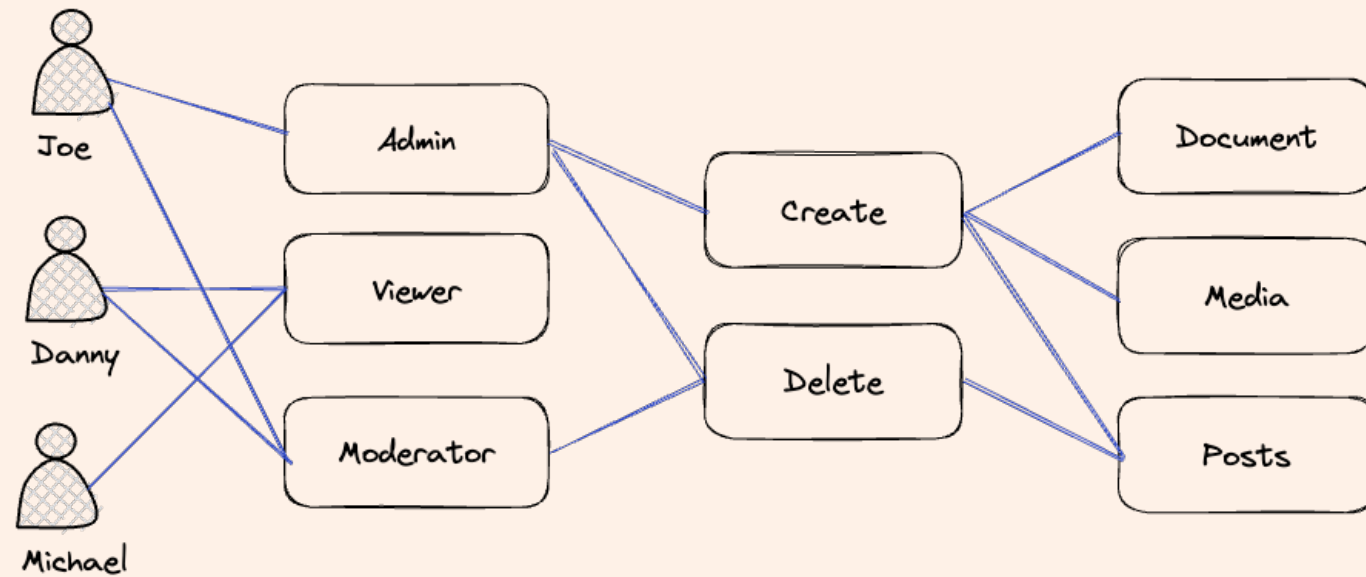 Joe
Danny
Michael
Admin
Viewer
Moderator
Create
Delete
Document
Media
Posts